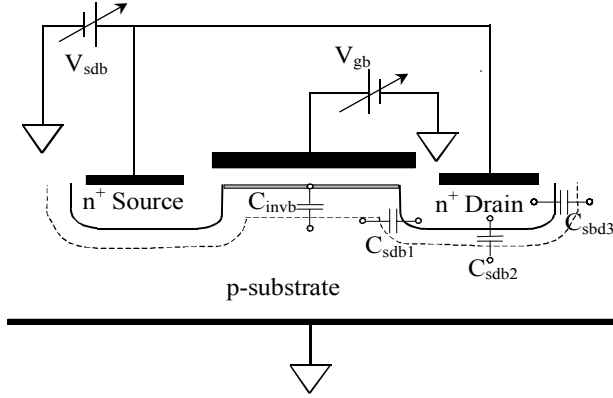 V_sdb
V_gb
n⁺ Source
C_invb
n⁺ Drain
C_sdb1
C_sbd3
C_sdb2
p-substrate